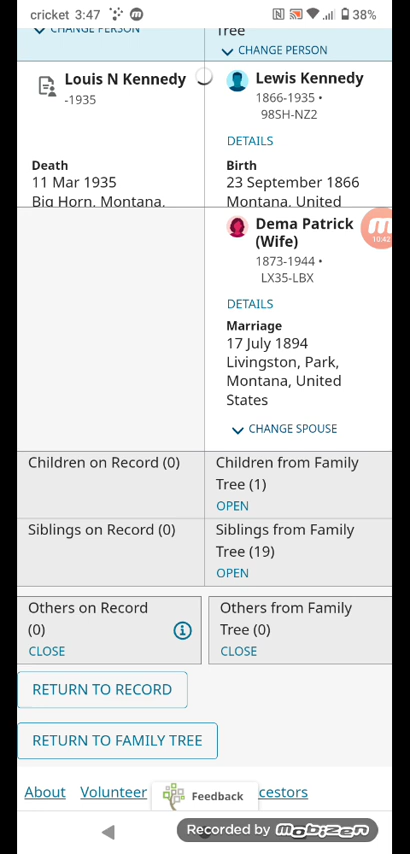 cricket 3:47 38%
CHANGE PERSON
Tree
CHANGE PERSON
Louis N Kennedy
-1935
Death
11 Mar 1935
Big Horn, Montana,
Lewis Kennedy
1866-1935 •
98SH-NZ2
DETAILS
Birth
23 September 1866
Montana, United
Dema Patrick
(Wife)
1873-1944 •
LX35-LBX
10:42
DETAILS
Marriage
17 July 1894
Livingston, Park,
Montana, United
States
CHANGE SPOUSE
Children on Record (0)
Children from Family
Tree (1)
OPEN
Siblings on Record (0)
Siblings from Family
Tree (19)
OPEN
Others on Record
(0)
CLOSE
Others from Family
Tree (0)
CLOSE
RETURN TO RECORD
RETURN TO FAMILY TREE
About Volunteer Feedback cestors
Recorded by mobizen